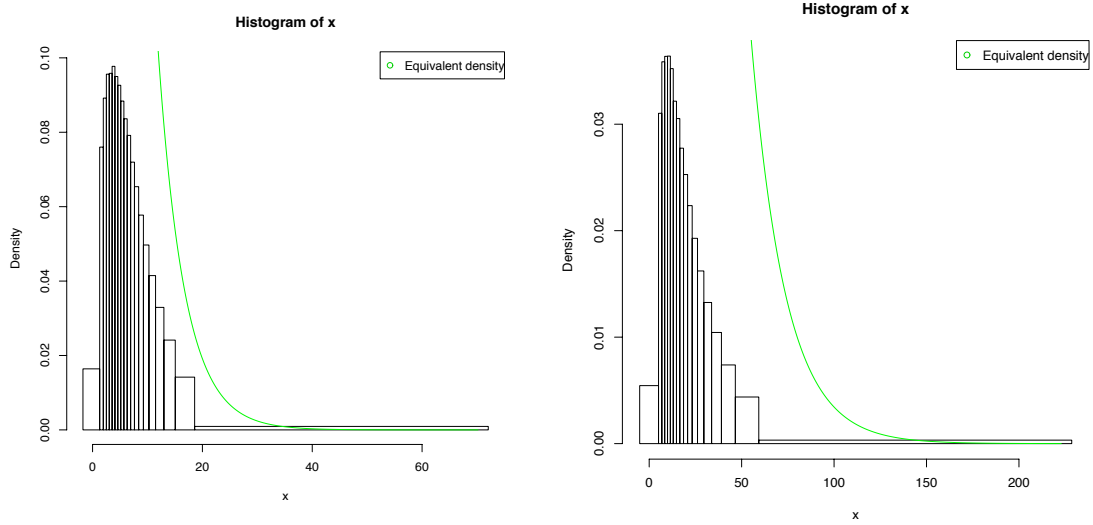 Histogram of x
Equivalent density
Density
0.00 0.02 0.04 0.06 0.08 0.10
0 20 40 60
x
Histogram of x
Equivalent density
Density
0.00 0.01 0.02 0.03
0 50 100 150 200
x